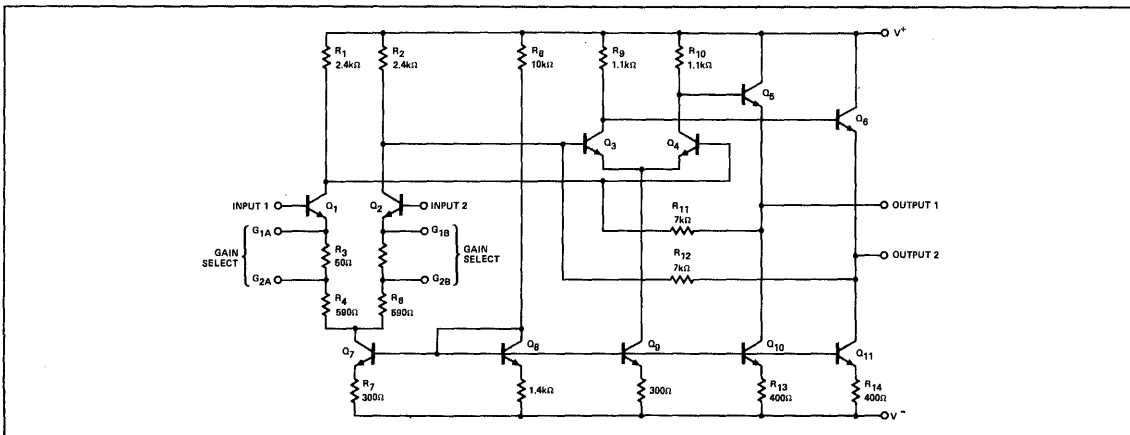 R1
2.4kΩ
R2
2.4kΩ
R8
10kΩ
R9
1.1kΩ
R10
1.1kΩ
V+
Q5
Q6
Q3
Q4
INPUT 1
Q1
Q2
INPUT 2
R11
7kΩ
OUTPUT 1
G1A
G1B
GAIN
SELECT
R3
50Ω
GAIN
SELECT
R12
7kΩ
OUTPUT 2
G2A
G2B
R4
590Ω
R6
590Ω
Q7
Q8
Q9
Q10
Q11
R7
300Ω
1.4kΩ
300Ω
R13
400Ω
R14
400Ω
V-